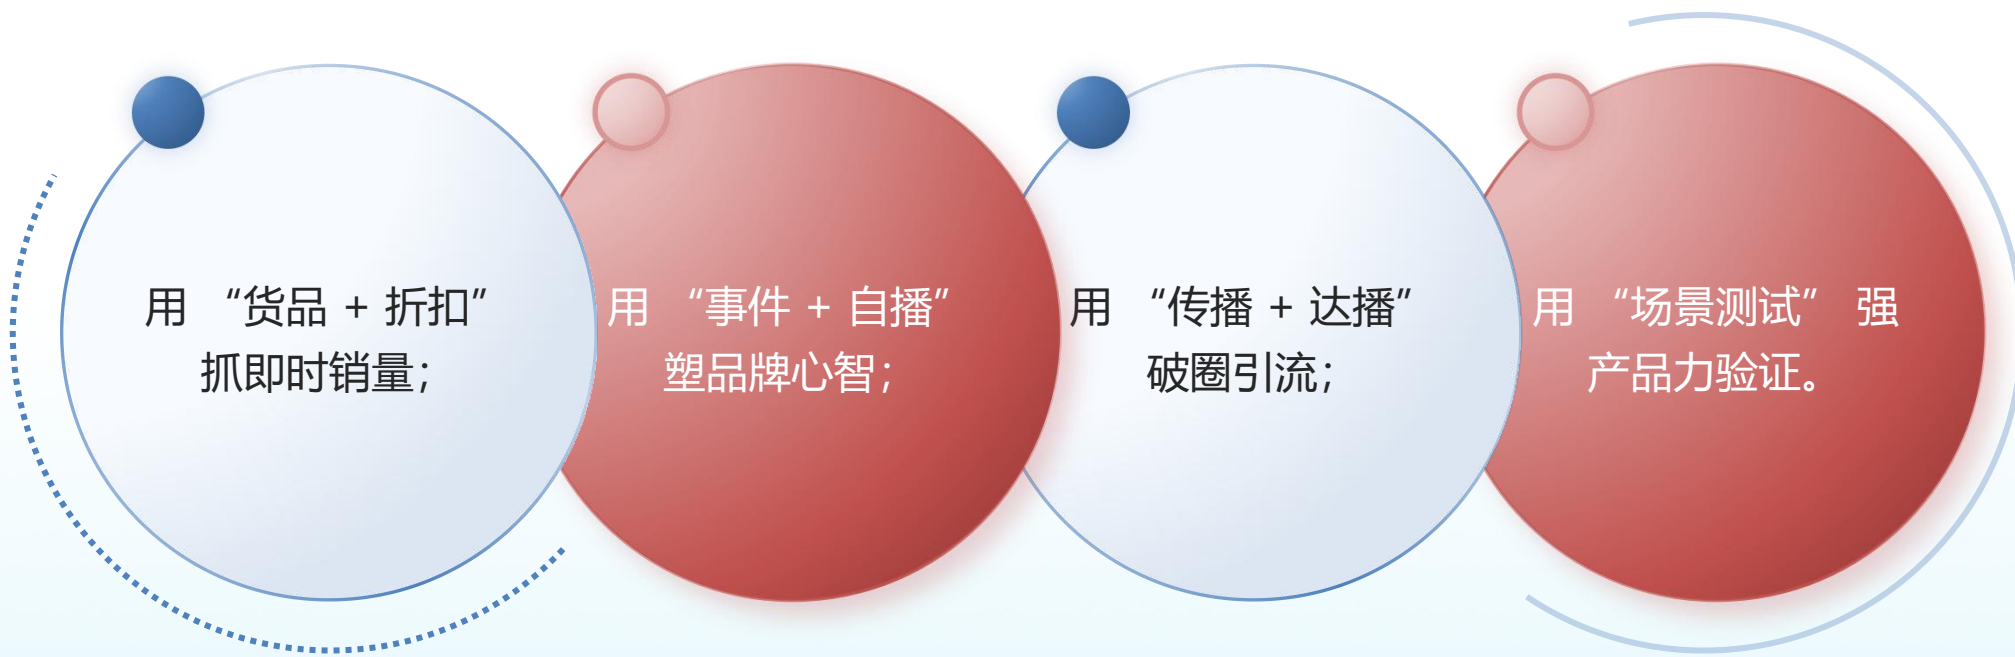 用 “货品 + 折扣”
抓即时销量；
用 “事件 + 自播”
塑品牌心智；
用 “传播 + 达播”
破圈引流；
用 “场景测试” 强
产品力验证。